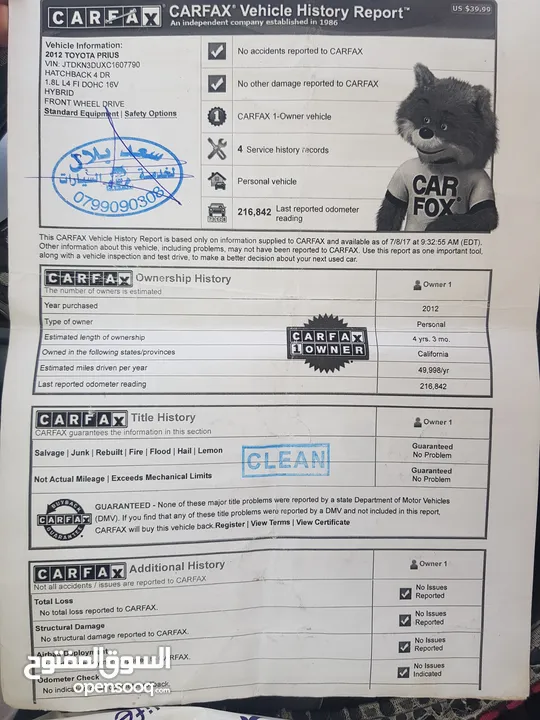 CARFAX CARFAX® Vehicle History Report™ US $39.99
An independent company established in 1986
Vehicle Information:
2012 TOYOTA PRIUS
VIN: JTDKN3DUXC1607790
HATCHBACK 4 DR
1.8L L4 FI DOHC 16V
HYBRID
FRONT WHEEL DRIVE
Standard Equipment | Safety Options
سعد بلال
لخدمة السيارات
0799090308
No accidents reported to CARFAX
No other damage reported to CARFAX
1 CARFAX 1-Owner vehicle
4 Service history records
Personal vehicle
216,842 Last reported odometer reading
CAR
FOX
This CARFAX Vehicle History Report is based only on information supplied to CARFAX and available as of 7/8/17 at 9:32:55 AM (EDT).
Other information about this vehicle, including problems, may not have been reported to CARFAX. Use this report as one important tool,
along with a vehicle inspection and test drive, to make a better decision about your next used car.
CARFAX Ownership History
The number of owners is estimated
Owner 1
Year purchased 2012
Type of owner Personal
Estimated length of ownership 4 yrs. 3 mo.
Owned in the following states/provinces California
Estimated miles driven per year 49,998/yr
Last reported odometer reading 216,842
CARFAX
1 OWNER
CARFAX Title History
CARFAX guarantees the information in this section
Owner 1
Salvage | Junk | Rebuilt | Fire | Flood | Hail | Lemon Guaranteed No Problem
Not Actual Mileage | Exceeds Mechanical Limits Guaranteed No Problem
CLEAN
BUYBACK
CARFAX
GUARANTEE
GUARANTEED - None of these major title problems were reported by a state Department of Motor Vehicles
(DMV). If you find that any of these title problems were reported by a DMV and not included in this report,
CARFAX will buy this vehicle back. Register | View Terms | View Certificate
CARFAX Additional History
Not all accidents / issues are reported to CARFAX
Owner 1
Total Loss
No total loss reported to CARFAX.
No Issues Reported
Structural Damage
No structural damage reported to CARFAX.
No Issues Reported
Airbag Deployment
CARFAX.
No Issues Reported
Odometer Check
No indic
No Issues Indicated
السوق المفتوح
opensooq.com